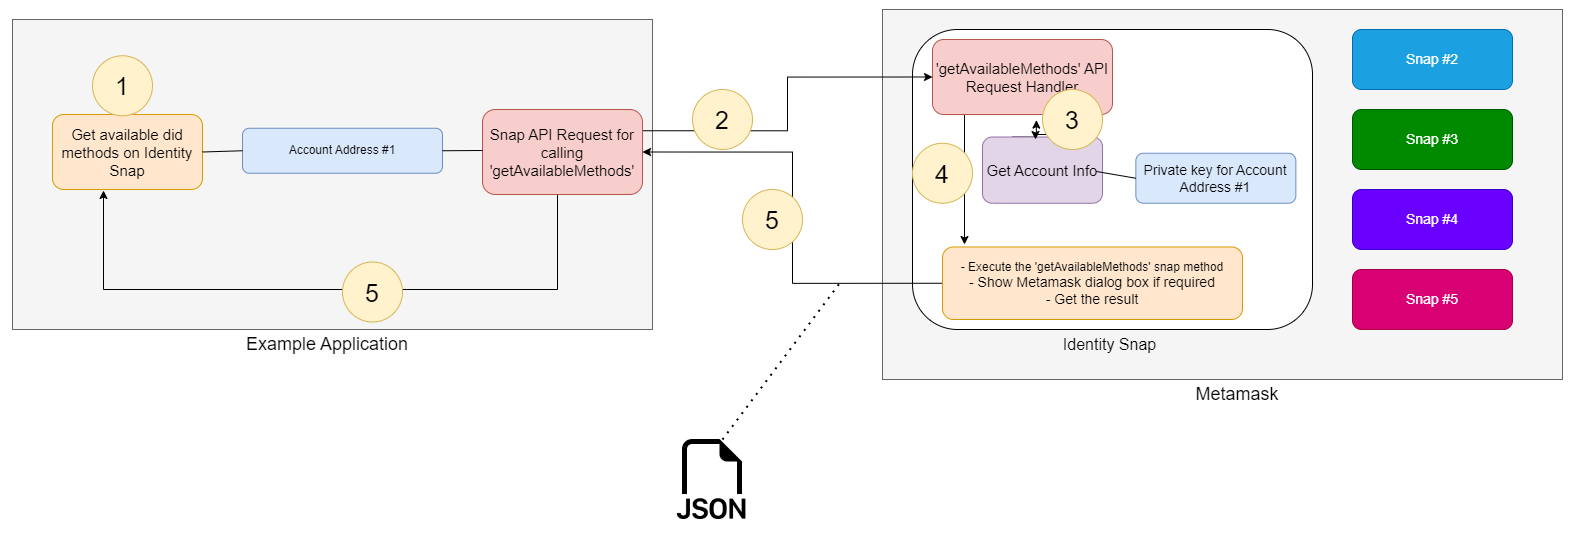 1
Get available did
methods on Identity
Snap
Account Address #1
Snap API Request for
calling
'getAvailableMethods'
2
5
5
Example Application
'getAvailableMethods' API
Request Handler
3
Get Account Info
Private key for Account
Address #1
4
- Execute the 'getAvailableMethods' snap method
- Show Metamask dialog box if required
- Get the result
Identity Snap
Snap #2
Snap #3
Snap #4
Snap #5
Metamask
JSON